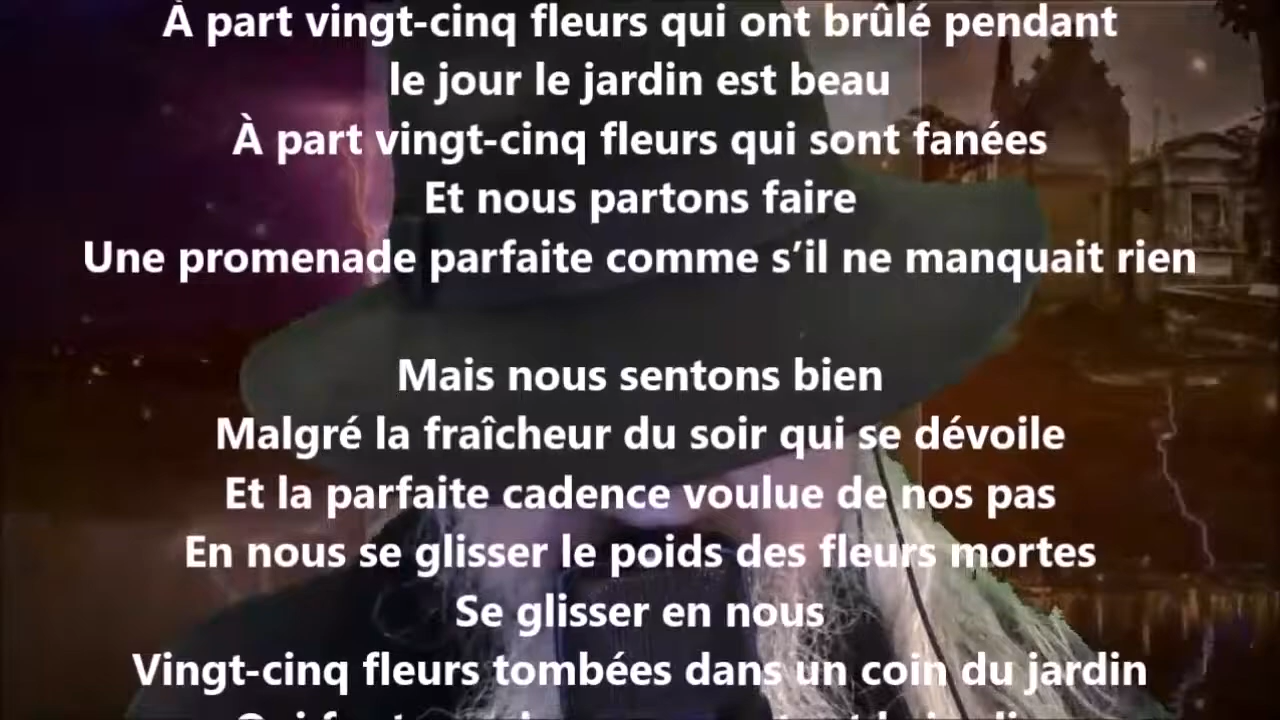 À part vingt-cinq fleurs qui ont brûlé pendant
le jour le jardin est beau
À part vingt-cinq fleurs qui sont fanées
Et nous partons faire
Une promenade parfaite comme s’il ne manquait rien
Mais nous sentons bien
Malgré la fraîcheur du soir qui se dévoile
Et la parfaite cadence voulue de nos pas
En nous se glisser le poids des fleurs mortes
Se glisser en nous
Vingt-cinq fleurs tombées dans un coin du jardin